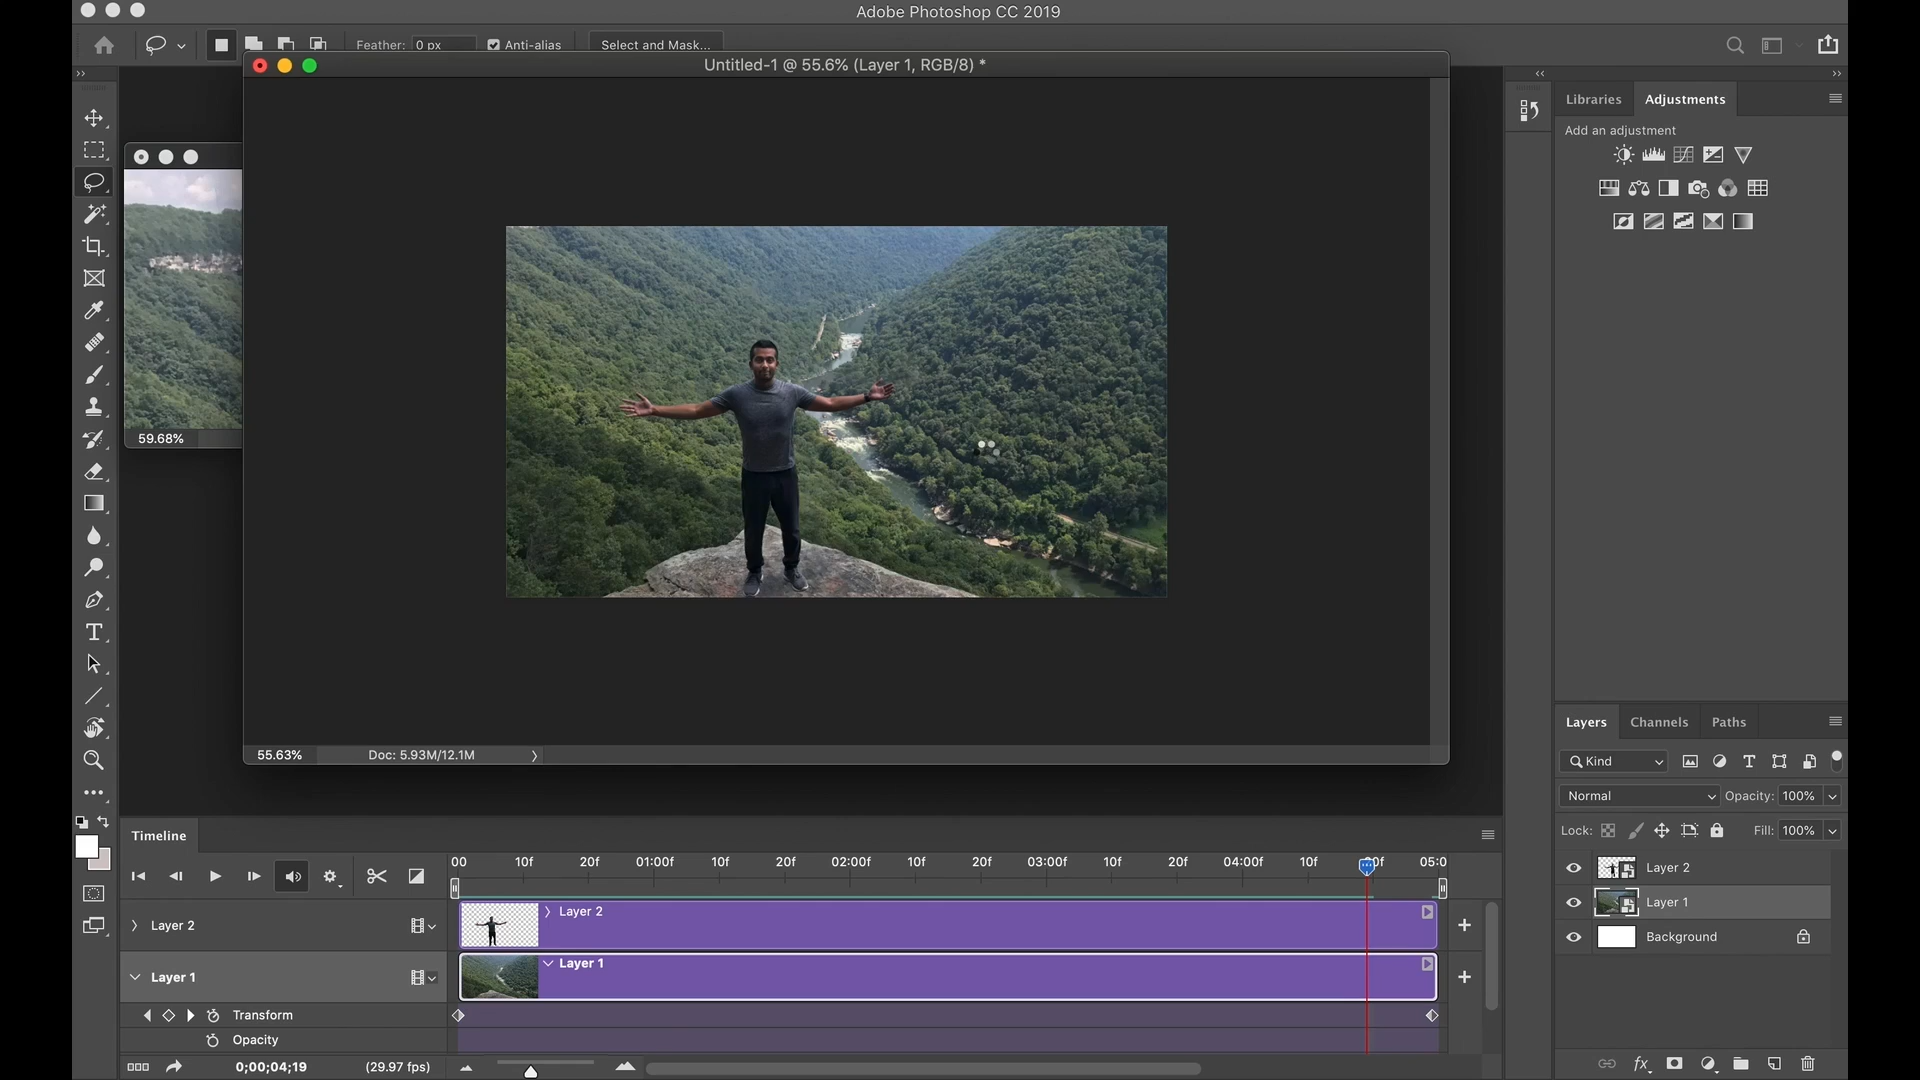 Adobe Photoshop CC 2019
Feather: 0 px Anti-alias Select and Mask...
Untitled-1 @ 55.6% (Layer 1, RGB/8) *
Libraries Adjustments
Add an adjustment
59.68%
55.63% Doc: 5.93M/12.1M
Layers Channels Paths
Kind
Normal Opacity: 100%
Lock: Fill: 100%
Layer 2
Layer 1
Background
Timeline
00 10f 20f 01:00f 10f 20f 02:00f 10f 20f 03:00f 10f 20f 04:00f 10f 05:0
Layer 2 Layer 2
Layer 1 Layer 1
Transform
Opacity
0;00;04;19 (29.97 fps)